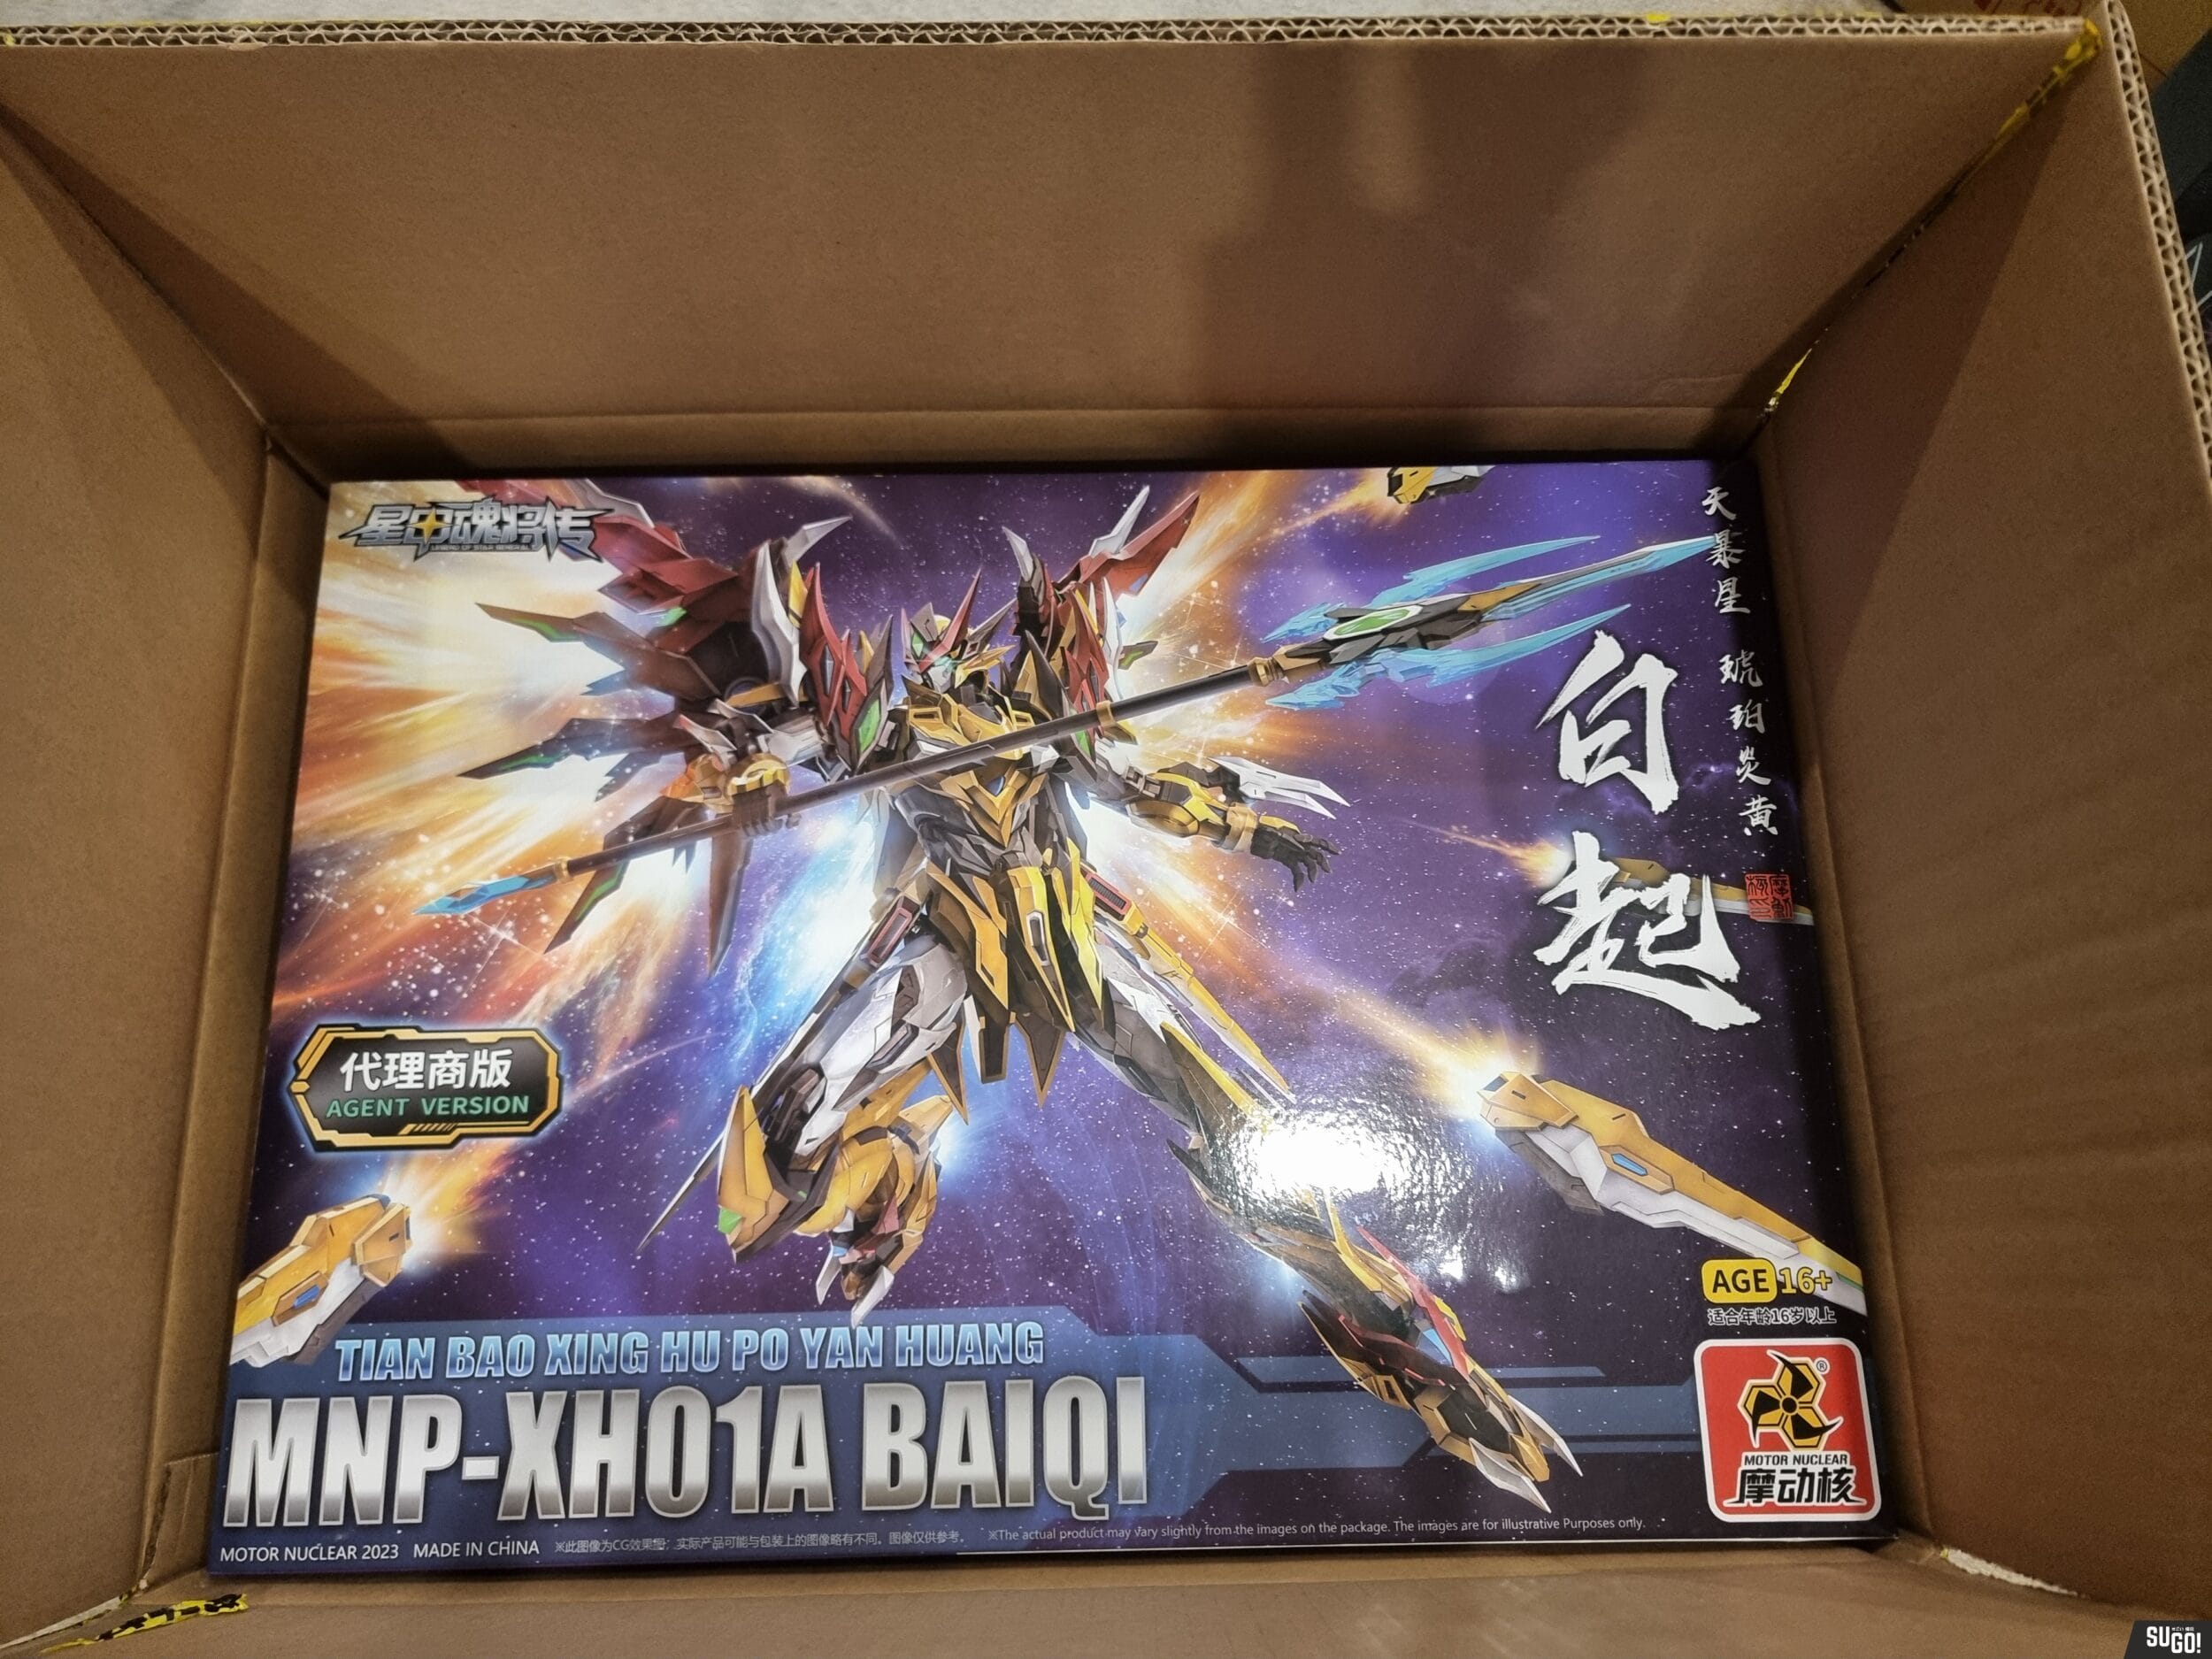 星甲魂将传
LEGEND OF STAR GENERAL
天暴星 琥珀炎黄
白起
摩動核印
代理商版
AGENT VERSION
AGE 16+
适合年龄16岁以上
TIAN BAO XING HU PO YAN HUANG
MNP-XH01A BAIQI
®
MOTOR NUCLEAR
摩动核
MOTOR NUCLEAR 2023 MADE IN CHINA ※此图像为CG效果图；实际产品可能与包装上的图像略有不同。图像仅供参考。 ※The actual product may vary slightly from the images on the package. The images are for illustrative Purposes only.
SUGO!